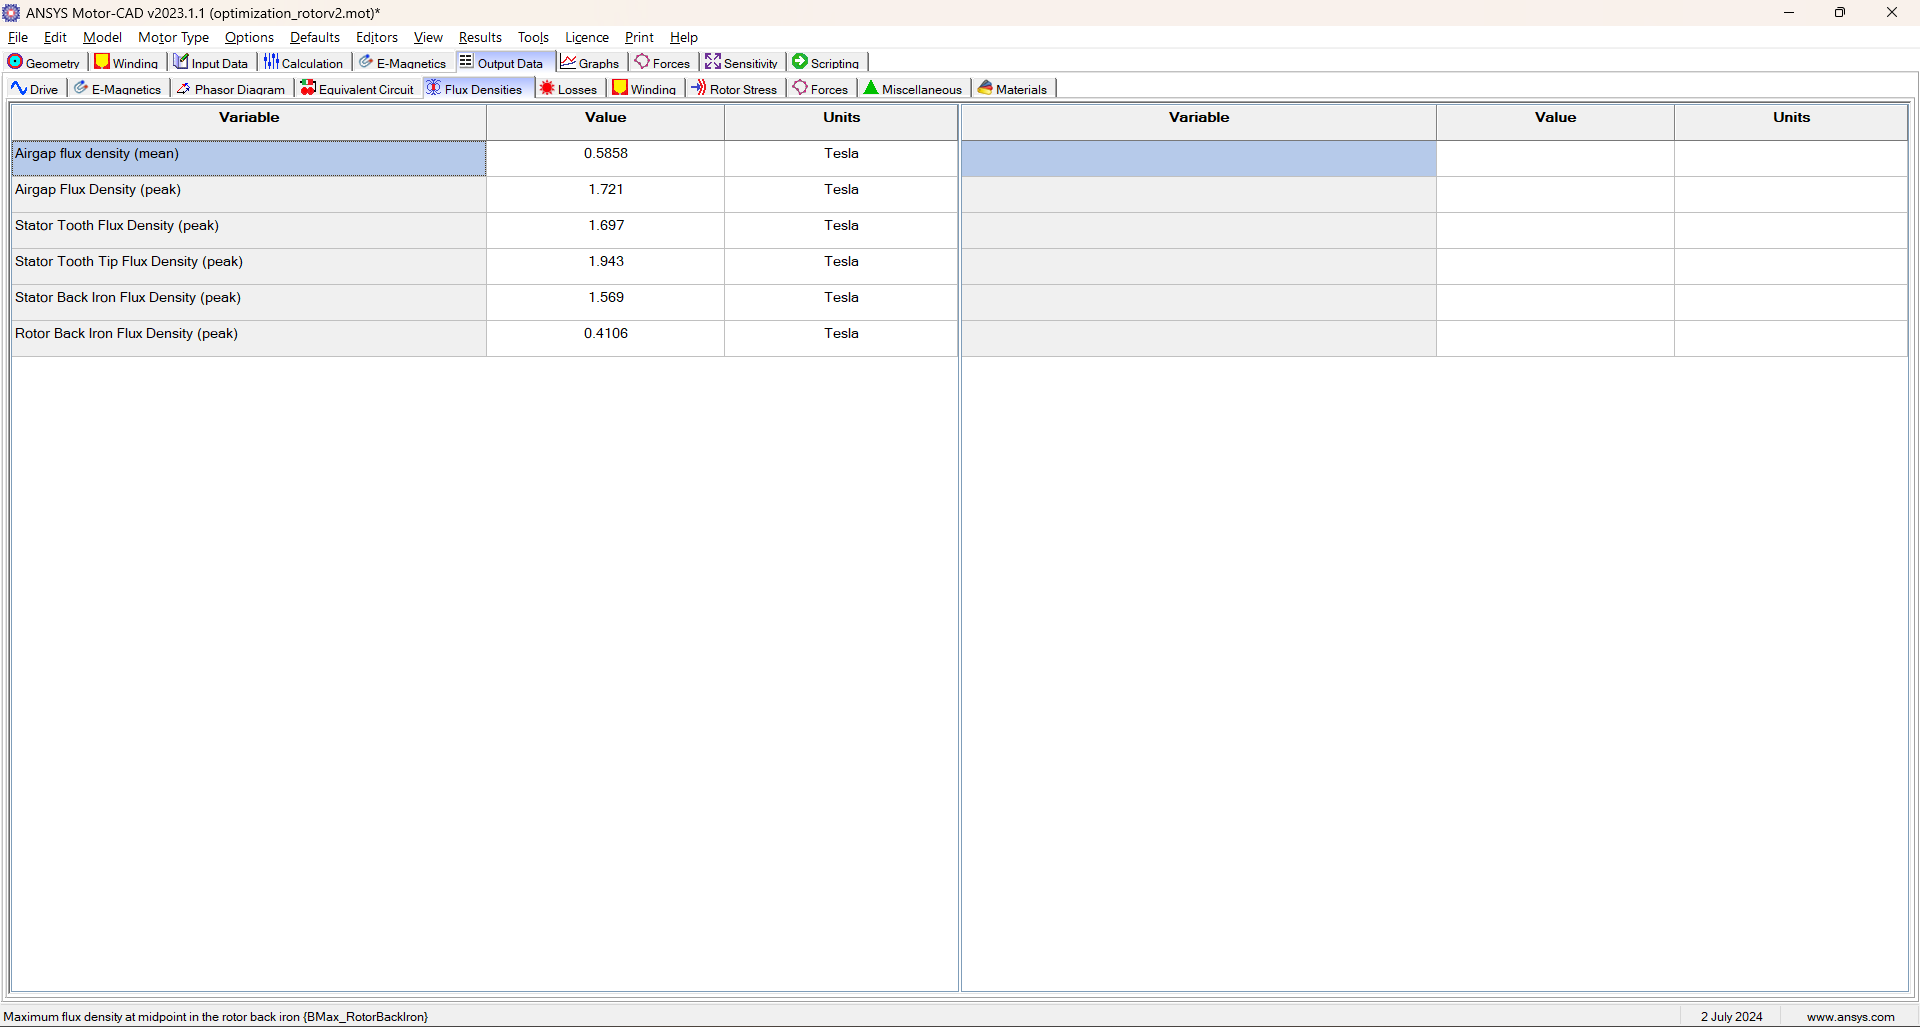 ANSYS Motor-CAD v2023.1.1 (optimization_rotorv2.mot)*
File Edit Model Motor Type Options Defaults Editors View Results Tools Licence Print Help
Geometry Winding Input Data Calculation E-Magnetics Output Data Graphs Forces Sensitivity Scripting
Drive E-Magnetics Phasor Diagram Equivalent Circuit Flux Densities Losses Winding Rotor Stress Forces Miscellaneous Materials
Variable Value Units Variable Value Units
Airgap flux density (mean) 0.5858 Tesla
Airgap Flux Density (peak) 1.721 Tesla
Stator Tooth Flux Density (peak) 1.697 Tesla
Stator Tooth Tip Flux Density (peak) 1.943 Tesla
Stator Back Iron Flux Density (peak) 1.569 Tesla
Rotor Back Iron Flux Density (peak) 0.4106 Tesla
Maximum flux density at midpoint in the rotor back iron {BMax_RotorBackIron} 2 July 2024 www.ansys.com